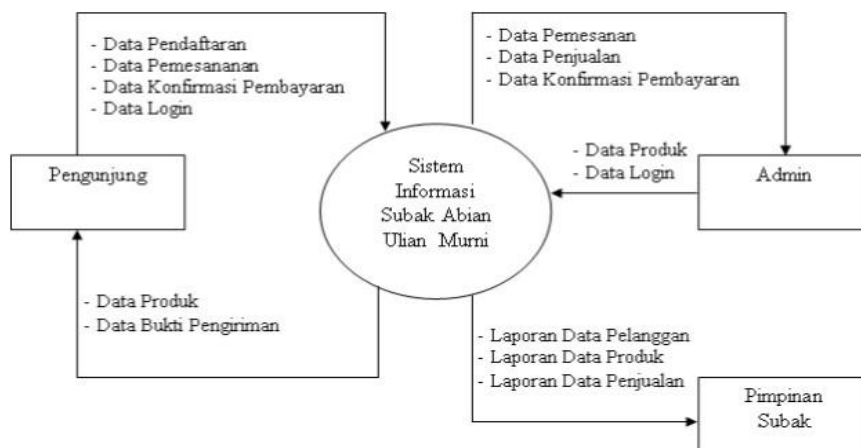 - Data Pendaftaran
- Data Pemesananan
- Data Konfirmasi Pembayaran
- Data Login
- Data Pemesanan
- Data Penjualan
- Data Konfirmasi Pembayaran
Pengunjung
Sistem
Informasi
Subak Abian
Ulian Murni
- Data Produk
- Data Login
Admin
- Data Produk
- Data Bukti Pengiriman
- Laporan Data Pelanggan
- Laporan Data Produk
- Laporan Data Penjualan
Pimpinan
Subak